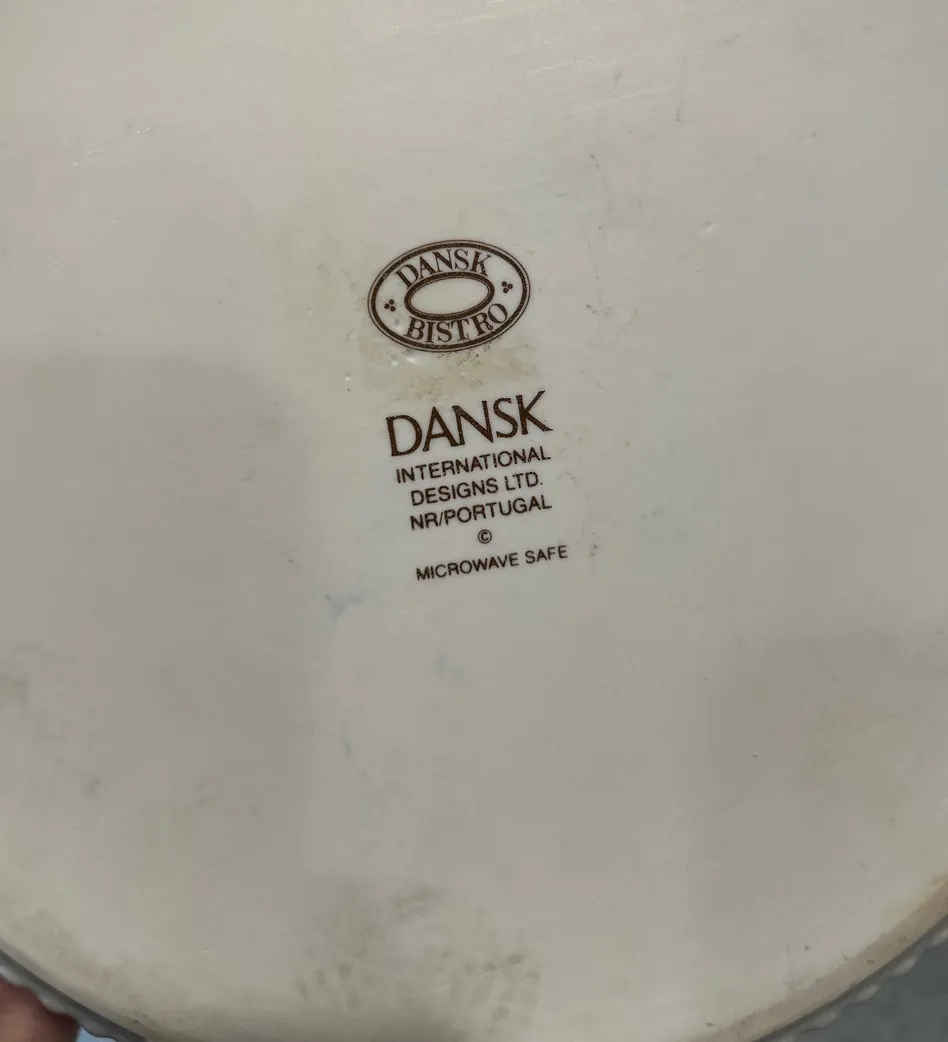 DANSK
BISTRO
DANSK
INTERNATIONAL
DESIGNS LTD.
NR/PORTUGAL
©
MICROWAVE SAFE